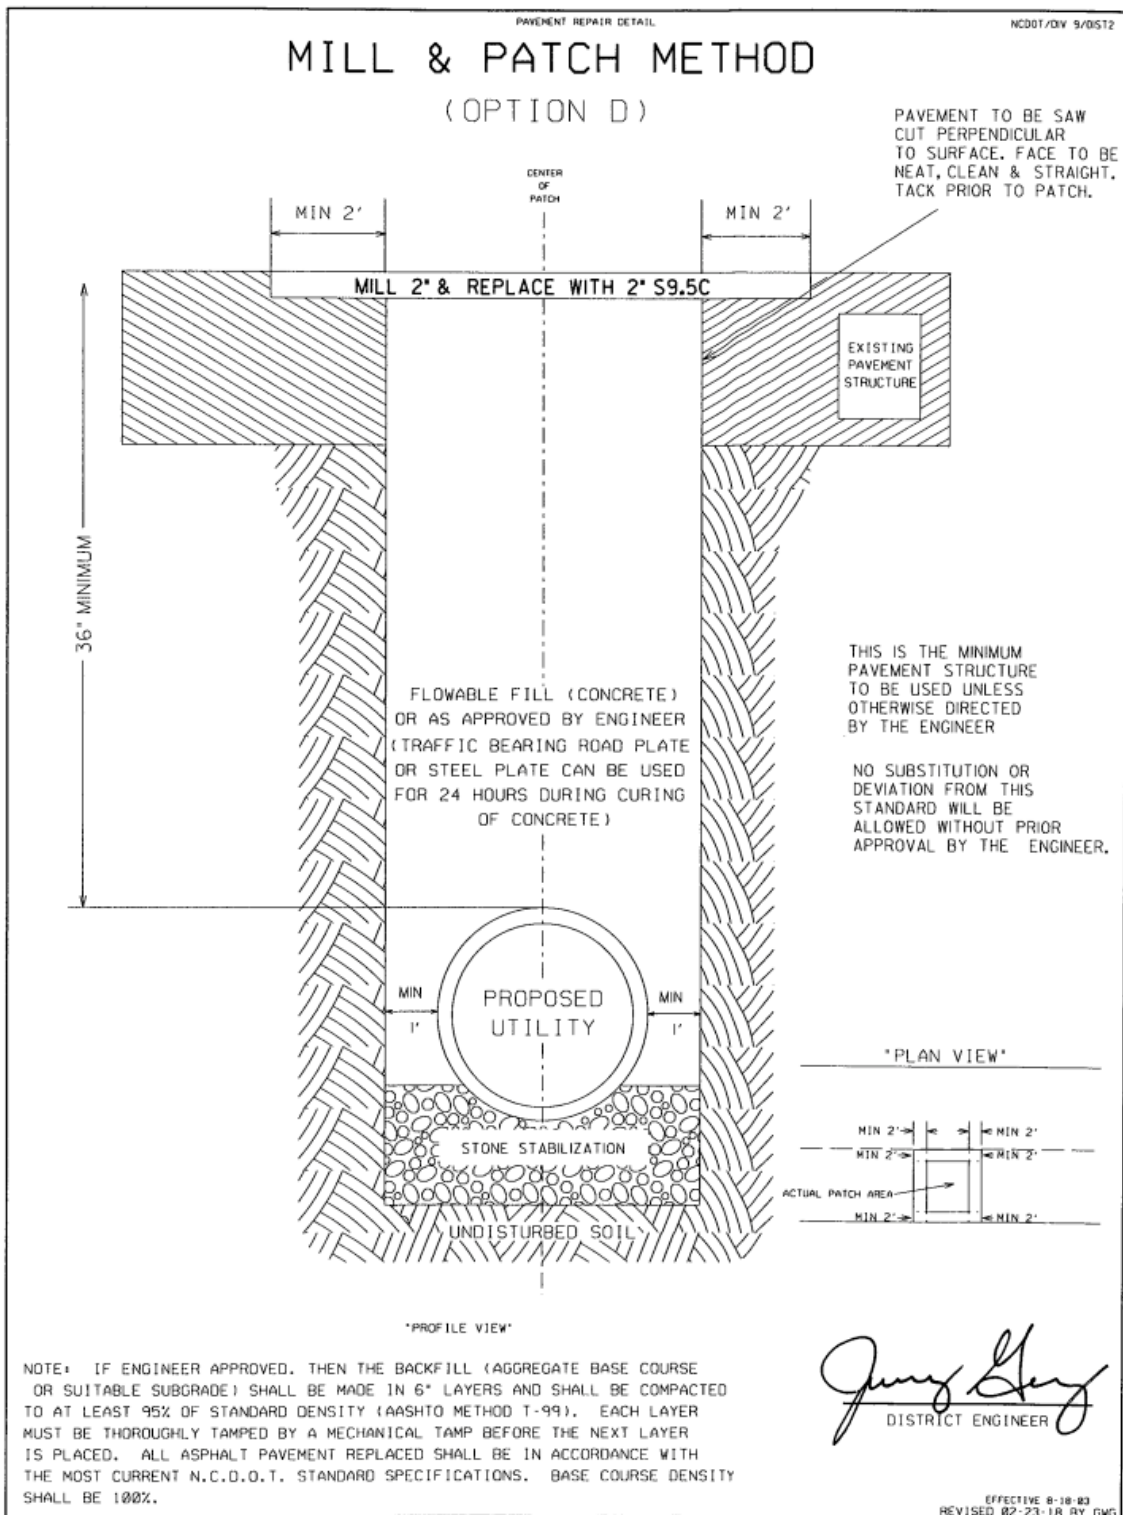 PAVEMENT REPAIR DETAIL
NCDOT/DIV 9/DIST2
MILL & PATCH METHOD
(OPTION D)
PAVEMENT TO BE SAW
CUT PERPENDICULAR
TO SURFACE. FACE TO BE
NEAT, CLEAN & STRAIGHT.
TACK PRIOR TO PATCH.
CENTER
OF
PATCH
MIN 2'
MIN 2'
MILL 2" & REPLACE WITH 2" S9.5C
EXISTING
PAVEMENT
STRUCTURE
36" MINIMUM
THIS IS THE MINIMUM
PAVEMENT STRUCTURE
TO BE USED UNLESS
OTHERWISE DIRECTED
BY THE ENGINEER
FLOWABLE FILL (CONCRETE)
OR AS APPROVED BY ENGINEER
(TRAFFIC BEARING ROAD PLATE
OR STEEL PLATE CAN BE USED
FOR 24 HOURS DURING CURING
OF CONCRETE)
NO SUBSTITUTION OR
DEVIATION FROM THIS
STANDARD WILL BE
ALLOWED WITHOUT PRIOR
APPROVAL BY THE ENGINEER.
MIN
1'
PROPOSED
UTILITY
MIN
1'
"PLAN VIEW"
MIN 2'
MIN 2'
MIN 2'
MIN 2'
ACTUAL PATCH AREA
MIN 2'
MIN 2'
STONE STABILIZATION
UNDISTURBED SOIL
"PROFILE VIEW"
NOTE: IF ENGINEER APPROVED. THEN THE BACKFILL (AGGREGATE BASE COURSE
OR SUITABLE SUBGRADE) SHALL BE MADE IN 6" LAYERS AND SHALL BE COMPACTED
TO AT LEAST 95% OF STANDARD DENSITY (AASHTO METHOD T-99). EACH LAYER
MUST BE THOROUGHLY TAMPED BY A MECHANICAL TAMP BEFORE THE NEXT LAYER
IS PLACED. ALL ASPHALT PAVEMENT REPLACED SHALL BE IN ACCORDANCE WITH
THE MOST CURRENT N.C.D.O.T. STANDARD SPECIFICATIONS. BASE COURSE DENSITY
SHALL BE 100%.
DISTRICT ENGINEER
EFFECTIVE 8-18-03
REVISED 02-23-18 BY GWG